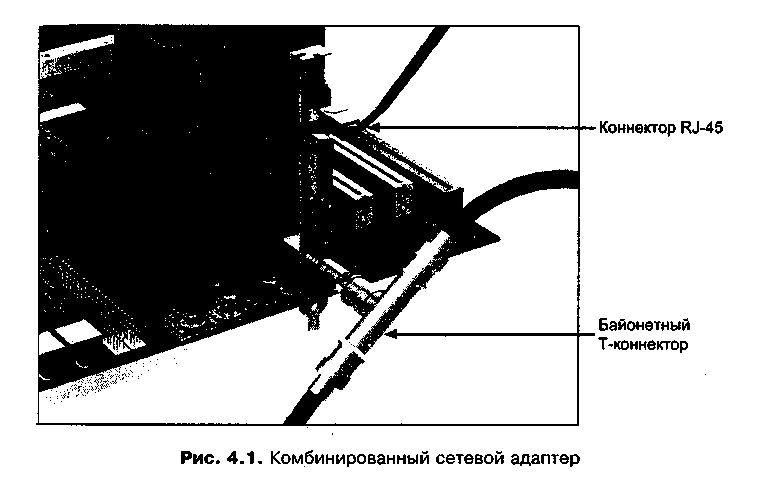 Коннектор RJ-45
Байонетный
Т-коннектор
Рис. 4.1. Комбинированный сетевой адаптер